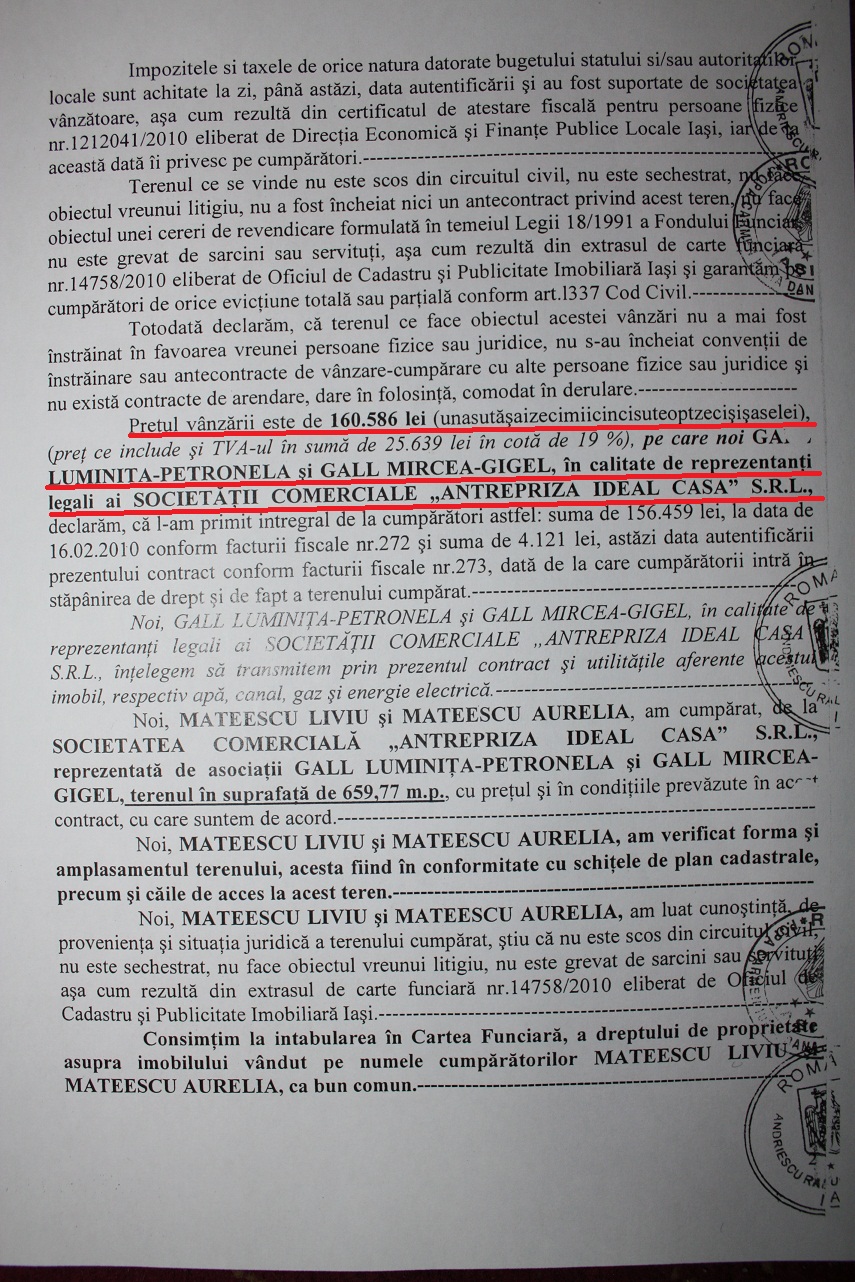 Impozitele si taxele de orice natura datorate bugetului statului si/sau autorităţilor
locale sunt achitate la zi, până astăzi, data autentificării şi au fost suportate de societatea
vânzătoare, aşa cum rezultă din certificatul de atestare fiscală pentru persoane fizice
nr.1212041/2010 eliberat de Direcţia Economică şi Finanţe Publice Locale Iaşi, iar de la
această dată îi privesc pe cumpărători.-
Terenul ce se vinde nu este scos din circuitul civil, nu este sechestrat, nu face
obiectul vreunui litigiu, nu a fost încheiat nici un antecontract privind acest teren, nu face
obiectul unei cereri de revendicare formulată în temeiul Legii 18/1991 a Fondului Funciar,
nu este grevat de sarcini sau servituţi, aşa cum rezultă din extrasul de carte funciară
nr.14758/2010 eliberat de Oficiul de Cadastru şi Publicitate Imobiliară Iaşi şi garantăm pe
cumpărători de orice evicţiune totală sau parţială conform art.l337 Cod Civil.-
Totodată declarăm, că terenul ce face obiectul acestei vânzări nu a mai fost
înstrăinat în favoarea vreunei persoane fizice sau juridice, nu s-au încheiat convenţii de
înstrăinare sau antecontracte de vânzare-cumpărare cu alte persoane fizice sau juridice şi
nu există contracte de arendare, dare în folosinţă, comodat în derulare.-
Preţul vânzării este de 160.586 lei (unasutăşaizecimiicincisuteoptzecişişaselei),
(preţ ce include şi TVA-ul în sumă de 25.639 lei în cotă de 19 %), pe care noi
LUMINIŢA-PETRONELA şi GALL MIRCEA-GIGEL, în calitate de reprezentanţi
legali ai SOCIETĂŢII COMERCIALE „ANTREPRIZA IDEAL CASA” S.R.L.,
declarăm, că l-am primit integral de la cumpărători astfel: suma de 156.459 lei, la data de
16.02.2010 conform facturii fiscale nr.272 şi suma de 4.121 lei, astăzi data autentificării
prezentului contract conform facturii fiscale nr.273, dată de la care cumpărătorii intră în
stăpânirea de drept şi de fapt a terenului cumpărat.-
Noi, GALL LUMINIŢA-PETRONELA şi GALL MIRCEA-GIGEL, în calitate de
reprezentanţi legali ai SOCIETĂŢII COMERCIALE „ANTREPRIZA IDEAL CASA
S.R.L., înţelegem să transmitem prin prezentul contract şi utilităţile aferente acestui
imobil, respectiv apă, canal, gaz şi energie electrică.-
Noi, MATEESCU LIVIU şi MATEESCU AURELIA, am cumpărat, de la
SOCIETATEA COMERCIALĂ „ANTREPRIZA IDEAL CASA” S.R.L.,
reprezentată de asociaţii GALL LUMINIŢA-PETRONELA şi GALL MIRCEA-
GIGEL, terenul în suprafaţă de 659,77 m.p., cu preţul şi în condiţiile prevăzute în
contract, cu care suntem de acord.-
Noi, MATEESCU LIVIU şi MATEESCU AURELIA, am verificat forma şi
amplasamentul terenului, acesta fiind în conformitate cu schiţele de plan cadastrale,
precum şi căile de acces la acest teren.-
Noi, MATEESCU LIVIU şi MATEESCU AURELIA, am luat cunoştinţă, de
provenienţa şi situaţia juridică a terenului cumpărat, ştiu că nu este scos din circuitul civil,
nu este sechestrat, nu face obiectul vreunui litigiu, nu este grevat de sarcini sau servituţi
aşa cum rezultă din extrasul de carte funciară nr.14758/2010 eliberat de Oficiul de
Cadastru şi Publicitate Imobiliară Iaşi.-
Consimţim la intabularea în Cartea Funciară, a dreptului de proprietate
asupra imobilului vândut pe numele cumpărătorilor MATEESCU LIVIU
MATEESCU AURELIA, ca bun comun.-
ANDRIESCU